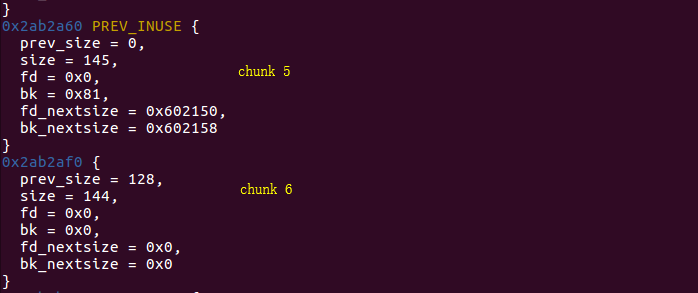 }
0x2ab2a60 PREV_INUSE {
  prev_size = 0,
  size = 145,
  fd = 0x0,
  bk = 0x81,
  fd_nextsize = 0x602150,
  bk_nextsize = 0x602158
}
chunk 5
0x2ab2af0 {
  prev_size = 128,
  size = 144,
  fd = 0x0,
  bk = 0x0,
  fd_nextsize = 0x0,
  bk_nextsize = 0x0
}
chunk 6